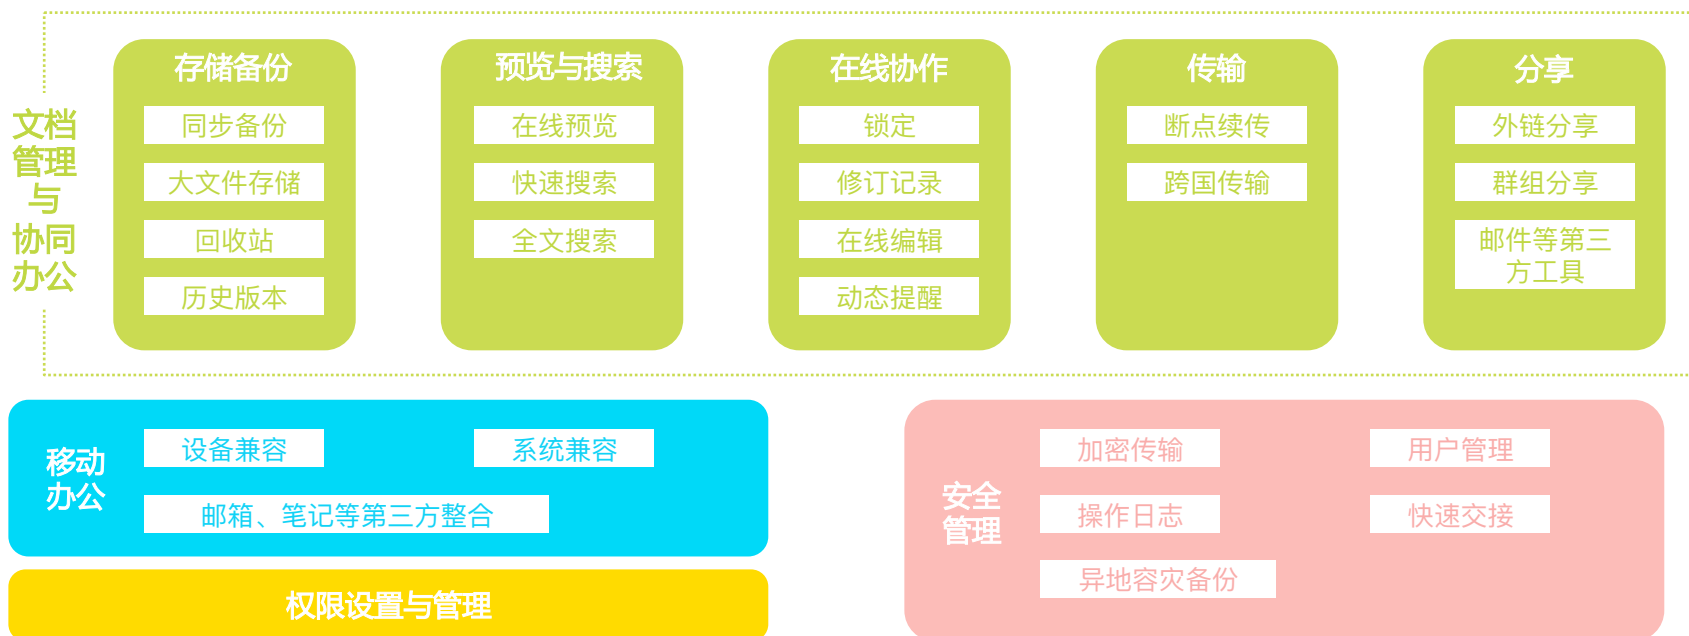 文档
管理
与
协同
办公
存储备份
同步备份
大文件存储
回收站
历史版本
预览与搜索
在线预览
快速搜索
全文搜索
在线协作
锁定
修订记录
在线编辑
动态提醒
传输
断点续传
跨国传输
分享
外链分享
群组分享
邮件等第三
方工具
移动
办公
设备兼容
系统兼容
邮箱、笔记等第三方整合
权限设置与管理
安全
管理
加密传输
用户管理
操作日志
快速交接
异地容灾备份